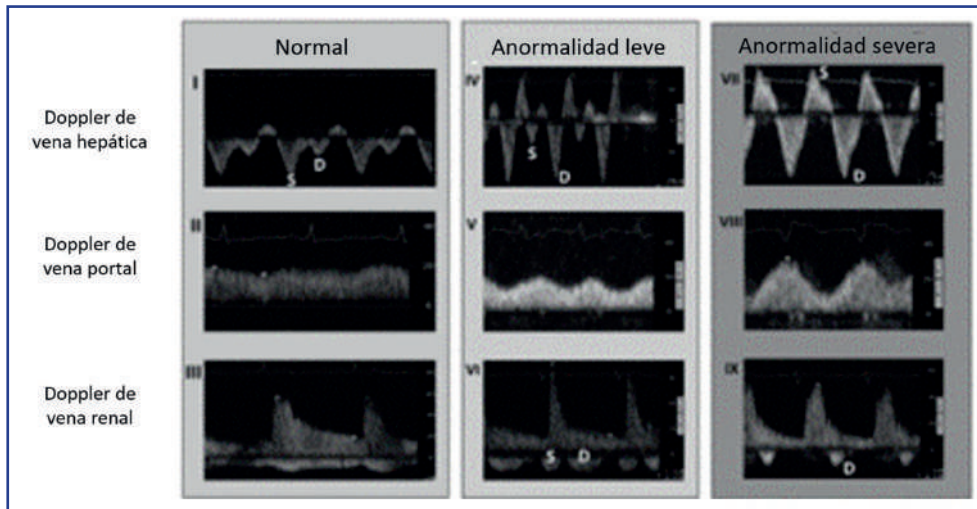 Normal
Anormalidad leve
Anormalidad severa
Doppler de
vena hepática
I
S
D
IV
S
D
VII
S
D
Doppler de
vena portal
II
V
VIII
Doppler de
vena renal
III
VI
S
D
IX
D